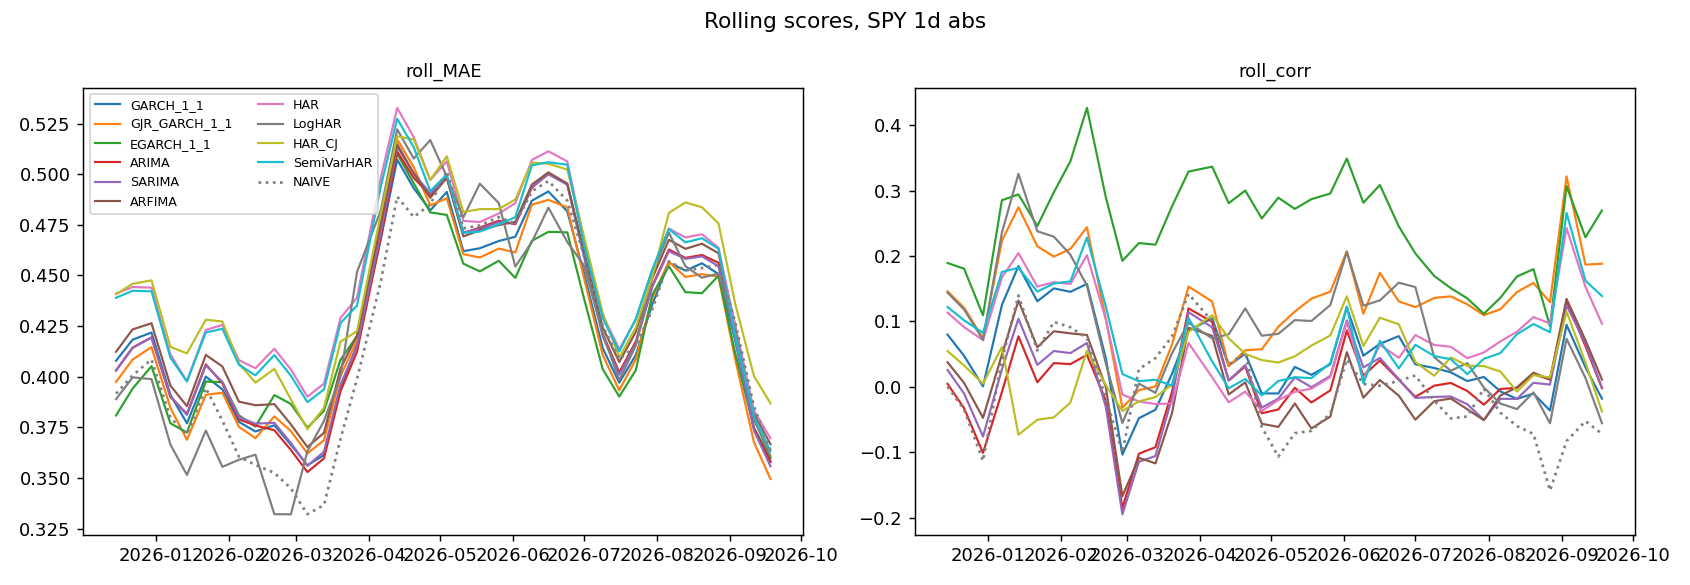 Rolling scores, SPY 1d abs
roll_MAE
roll_corr
GARCH_1_1
GJR_GARCH_1_1
EGARCH_1_1
ARIMA
SARIMA
ARFIMA
HAR
LogHAR
HAR_CJ
SemiVarHAR
NAIVE
0.525
0.500
0.475
0.450
0.425
0.400
0.375
0.350
0.325
2026-01
2026-02
2026-03
2026-04
2026-05
2026-06
2026-07
2026-08
2026-09
2026-10
0.4
0.3
0.2
0.1
0.0
−0.1
−0.2
2026-01
2026-02
2026-03
2026-04
2026-05
2026-06
2026-07
2026-08
2026-09
2026-10